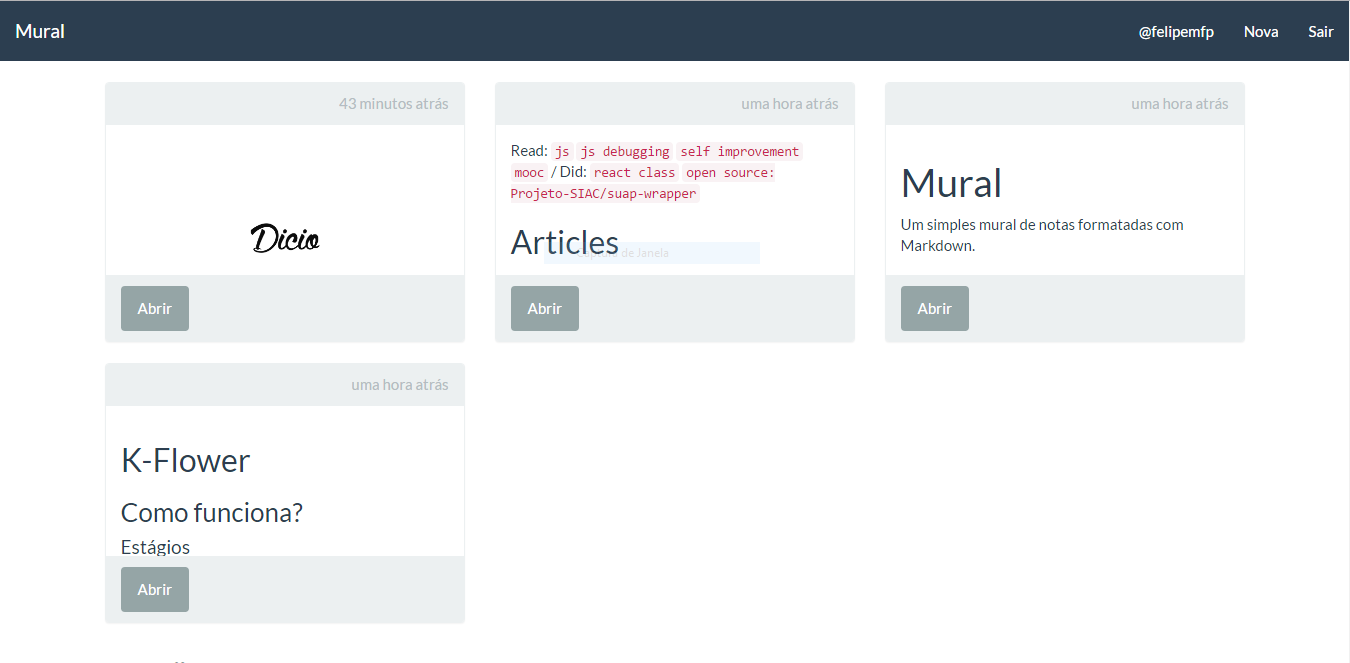 Mural
@felipemfp Nova Sair
43 minutos atrás
Dicio
Abrir
uma hora atrás
Read: js js debugging self improvement
mooc / Did: react class open source:
Projeto-SIAC/suap-wrapper
Articles
Captura de Janela
Abrir
uma hora atrás
Mural
Um simples mural de notas formatadas com
Markdown.
Abrir
uma hora atrás
K-Flower
Como funciona?
Estágios
Abrir